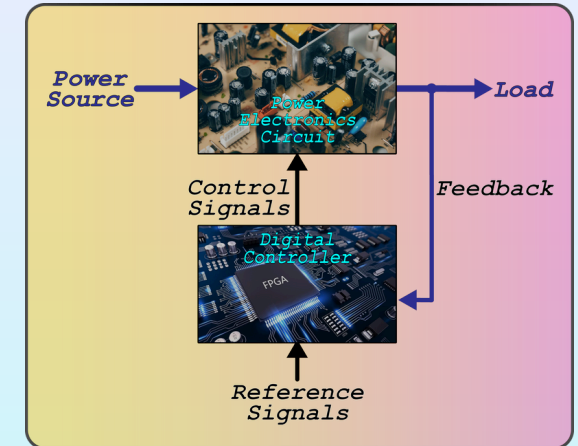 Power
Source
Power
Electronics
Circuit
Load
Control
Signals
Feedback
Digital
Controller
FPGA
Reference
Signals